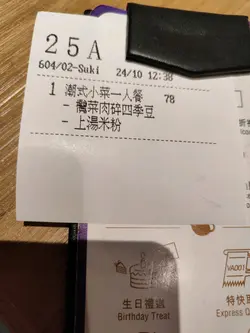 25A
604/02-Suki 24/10 12:38
1 潮式小菜一人餐 78
- 欖菜肉碎四季豆
- 上湯米粉
生日禮遇
Birthday Treat
VA001
特快
Express